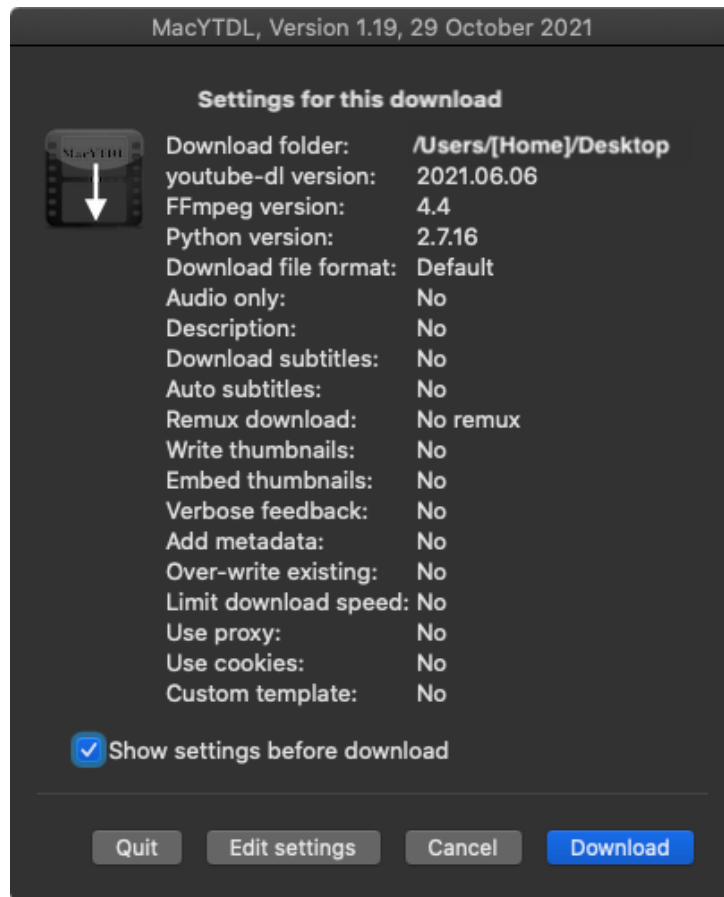 MacYTDL, Version 1.19, 29 October 2021
Settings for this download
MacYTDL
Download folder: /Users/[Home]/Desktop
youtube-dl version: 2021.06.06
FFmpeg version: 4.4
Python version: 2.7.16
Download file format: Default
Audio only: No
Description: No
Download subtitles: No
Auto subtitles: No
Remux download: No remux
Write thumbnails: No
Embed thumbnails: No
Verbose feedback: No
Add metadata: No
Over-write existing: No
Limit download speed: No
Use proxy: No
Use cookies: No
Custom template: No
Show settings before download
Quit Edit settings Cancel Download